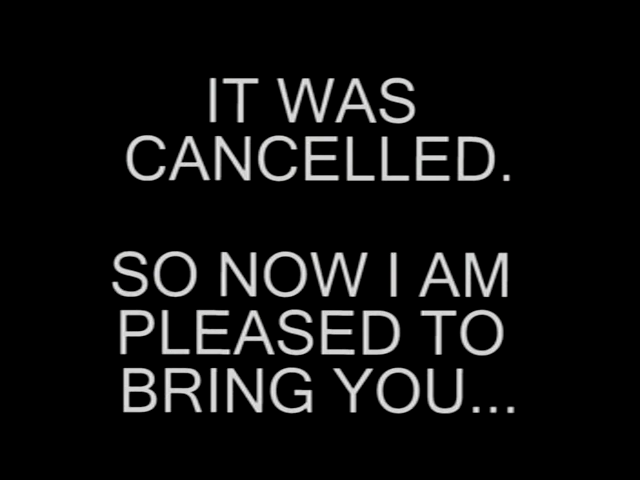 IT WAS
CANCELLED.
SO NOW I AM
PLEASED TO
BRING YOU...